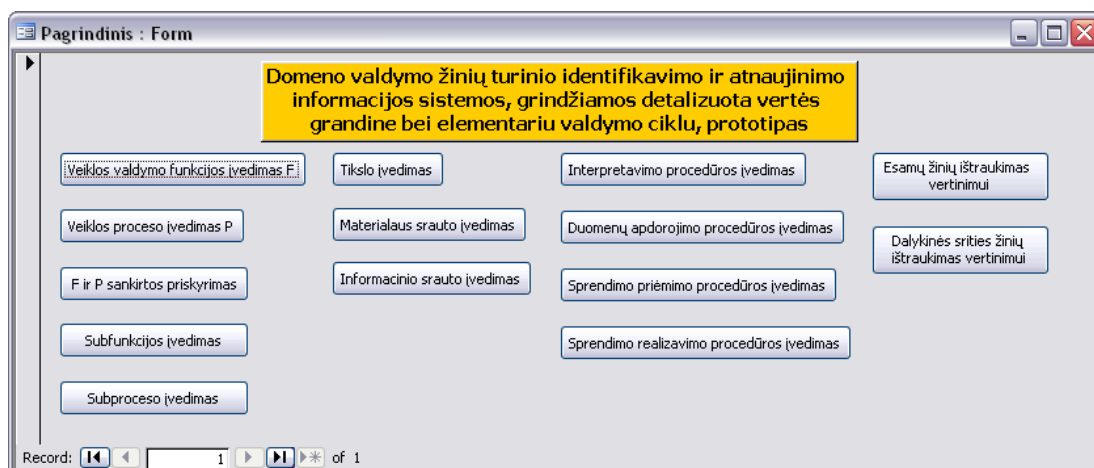 Pagrindinis : Form
Domeno valdymo žinių turinio identifikavimo ir atnaujinimo
informacijos sistemos, grindžiamos detalizuota vertės
grandine bei elementariu valdymo ciklu, prototipas
Veiklos valdymo funkcijos įvedimas F
Veiklos proceso įvedimas P
F ir P sankirtos priskyrimas
Subfunkcijos įvedimas
Subproceso įvedimas
Tikslo įvedimas
Materialaus srauto įvedimas
Informacinio srauto įvedimas
Interpretavimo procedūros įvedimas
Duomenų apdorojimo procedūros įvedimas
Sprendimo priėmimo procedūros įvedimas
Sprendimo realizavimo procedūros įvedimas
Esamų žinių ištraukimas
vertinimui
Dalykinės srities žinių
ištraukimas vertinimui
Record: 1 of 1